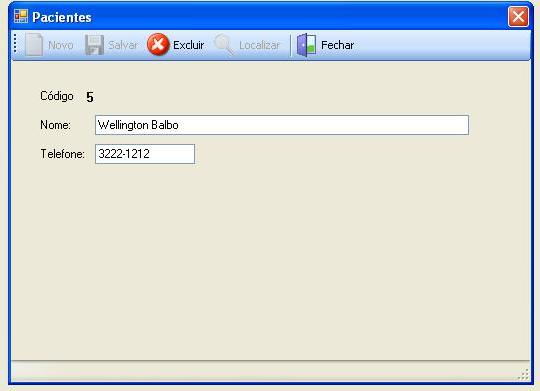 Pacientes
Novo Salvar Excluir Localizar Fechar
Código 5
Nome: Wellington Balbo
Telefone: 3222-1212